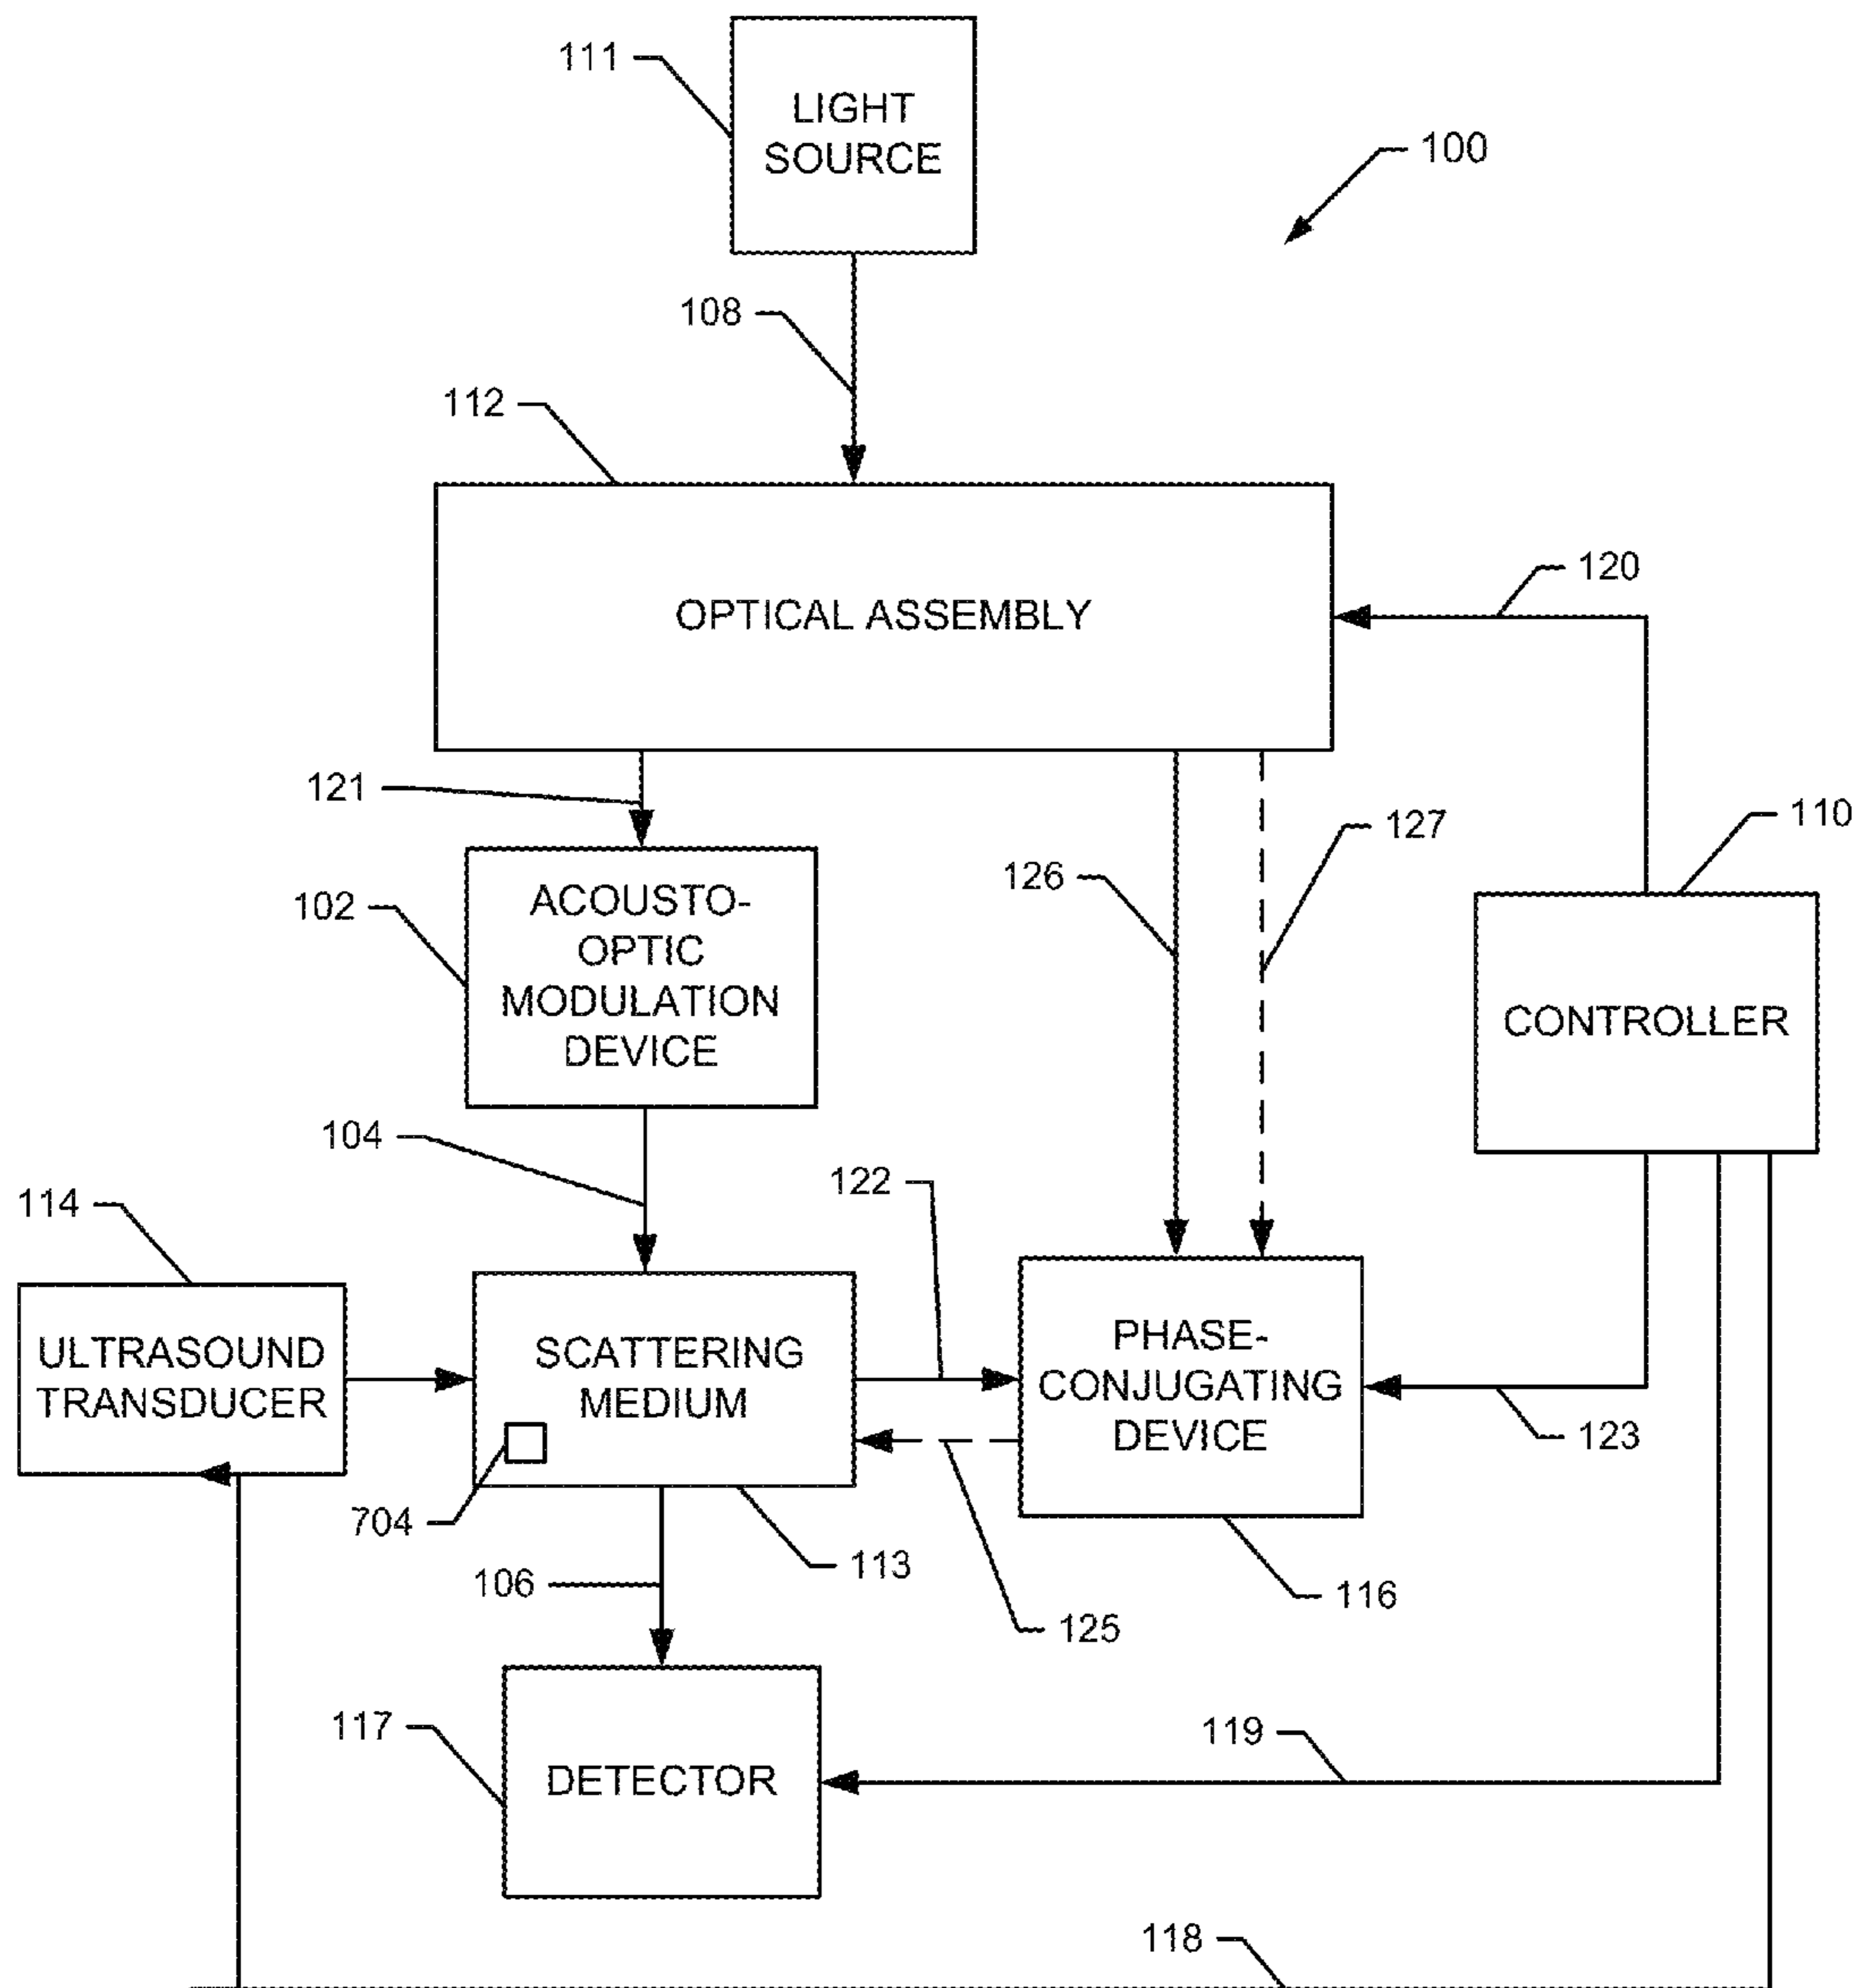 111
LIGHT
SOURCE
100
108
112
OPTICAL ASSEMBLY
120
121
127
110
126
102
ACOUSTO-
OPTIC
MODULATION
DEVICE
CONTROLLER
104
122
114
ULTRASOUND
TRANSDUCER
SCATTERING
MEDIUM
PHASE-
CONJUGATING
DEVICE
123
704
106
113
116
125
117
DETECTOR
119
118